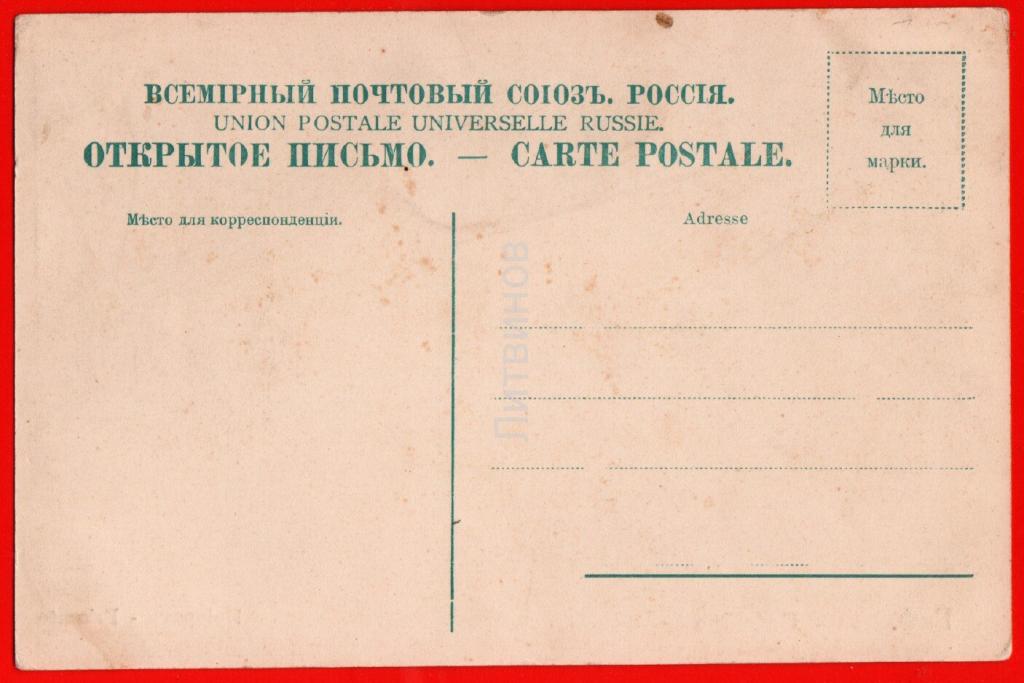 ВСЕМІРНЫЙ ПОЧТОВЫЙ СОІОЗЪ. РОССІЯ.
UNION POSTALE UNIVERSELLE RUSSIE.
ОТКРЫТОЕ ПИСЬМО. — CARTE POSTALE.
Мѣсто
для
марки.
Мѣсто для корреспонденціи.
Adresse
Литвинов